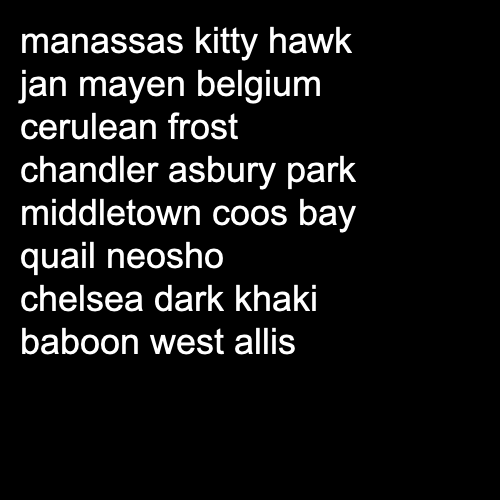 manassas kitty hawk
jan mayen belgium
cerulean frost
chandler asbury park
middletown coos bay
quail neosho
chelsea dark khaki
baboon west allis